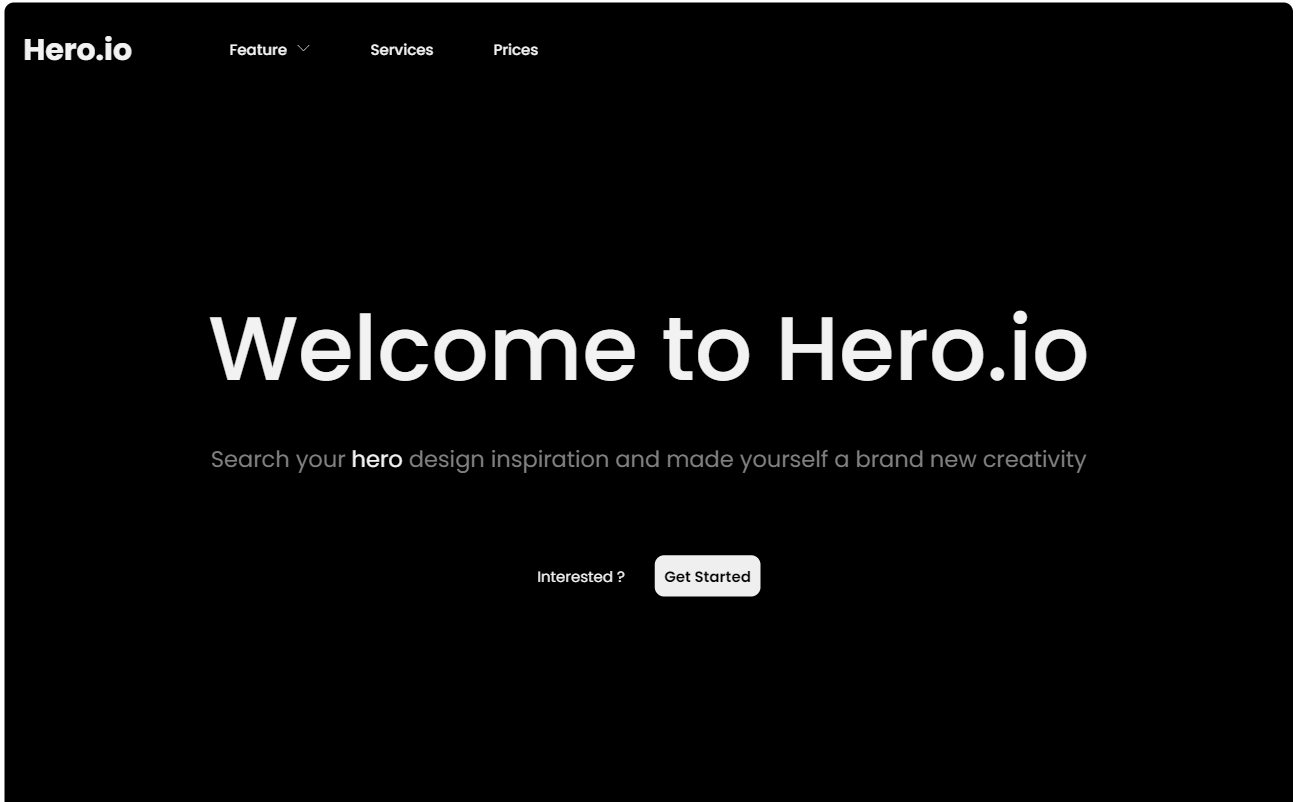 Hero.io Feature Services Prices
Welcome to Hero.io
Search your hero design inspiration and made yourself a brand new creativity
Interested ? Get Started